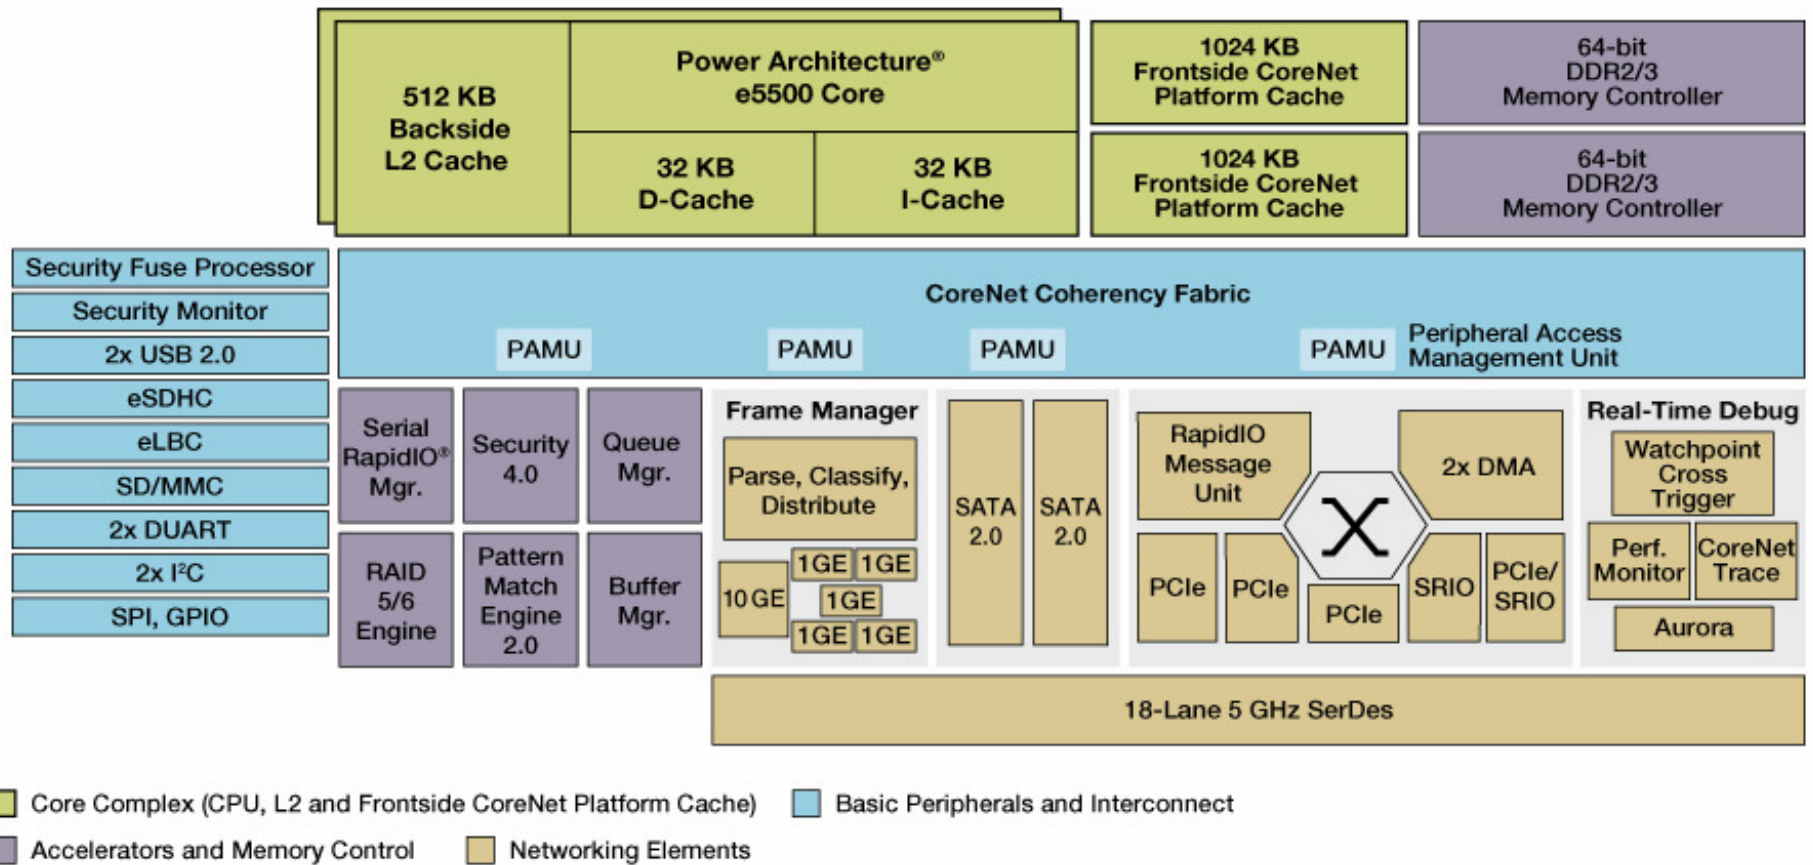 512 KB
Backside
L2 Cache
Power Architecture®
e5500 Core
32 KB
D-Cache
32 KB
I-Cache
1024 KB
Frontside CoreNet
Platform Cache
1024 KB
Frontside CoreNet
Platform Cache
64-bit
DDR2/3
Memory Controller
64-bit
DDR2/3
Memory Controller
Security Fuse Processor
Security Monitor
2x USB 2.0
eSDHC
eLBC
SD/MMC
2x DUART
2x I²C
SPI, GPIO
CoreNet Coherency Fabric
PAMU
PAMU
PAMU
PAMU
Peripheral Access
Management Unit
Serial
RapidIO®
Mgr.
Security
4.0
Queue
Mgr.
RAID
5/6
Engine
Pattern
Match
Engine
2.0
Buffer
Mgr.
Frame Manager
Parse, Classify,
Distribute
10 GE
1GE
1GE
1GE
1GE
1GE
SATA
2.0
SATA
2.0
RapidIO
Message
Unit
2x DMA
PCIe
PCIe
PCIe
SRIO
PCIe/
SRIO
Real-Time Debug
Watchpoint
Cross
Trigger
Perf.
Monitor
CoreNet
Trace
Aurora
18-Lane 5 GHz SerDes
Core Complex (CPU, L2 and Frontside CoreNet Platform Cache)
Basic Peripherals and Interconnect
Accelerators and Memory Control
Networking Elements